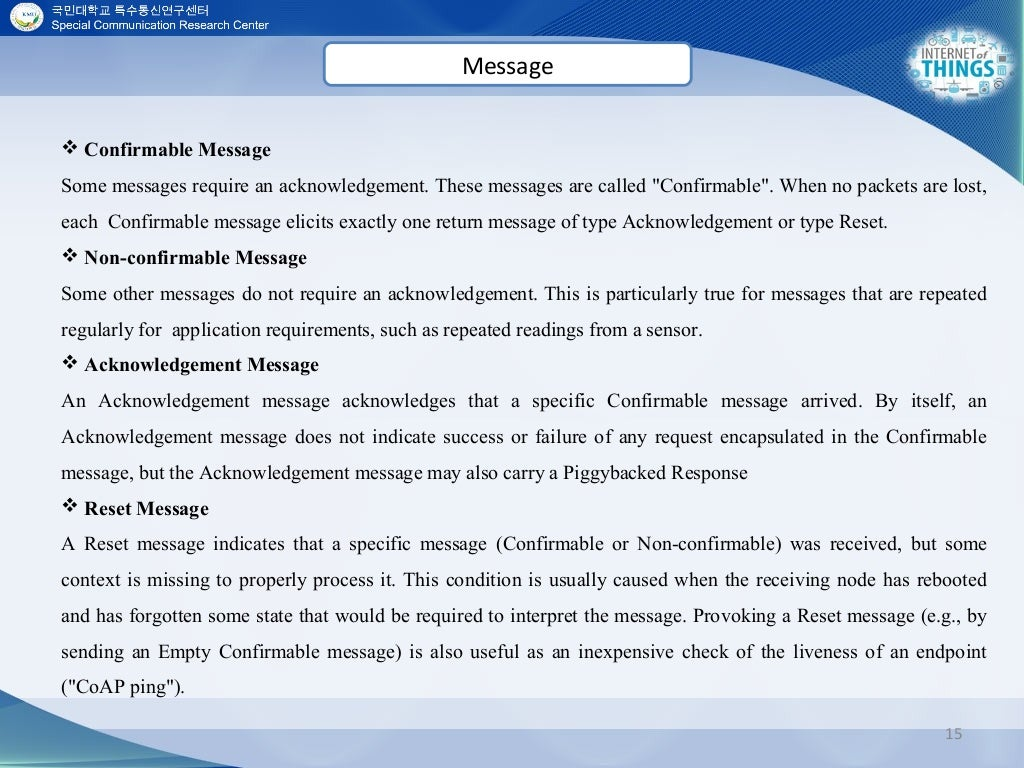 국민대학교 특수통신연구센터
Special Communication Research Center
KMU
INTERNET of
THINGS
Message
❖ Confirmable Message
Some messages require an acknowledgement. These messages are called "Confirmable". When no packets are lost,
each Confirmable message elicits exactly one return message of type Acknowledgement or type Reset.
❖ Non-confirmable Message
Some other messages do not require an acknowledgement. This is particularly true for messages that are repeated
regularly for application requirements, such as repeated readings from a sensor.
❖ Acknowledgement Message
An Acknowledgement message acknowledges that a specific Confirmable message arrived. By itself, an
Acknowledgement message does not indicate success or failure of any request encapsulated in the Confirmable
message, but the Acknowledgement message may also carry a Piggybacked Response
❖ Reset Message
A Reset message indicates that a specific message (Confirmable or Non-confirmable) was received, but some
context is missing to properly process it. This condition is usually caused when the receiving node has rebooted
and has forgotten some state that would be required to interpret the message. Provoking a Reset message (e.g., by
sending an Empty Confirmable message) is also useful as an inexpensive check of the liveness of an endpoint
("CoAP ping").
15